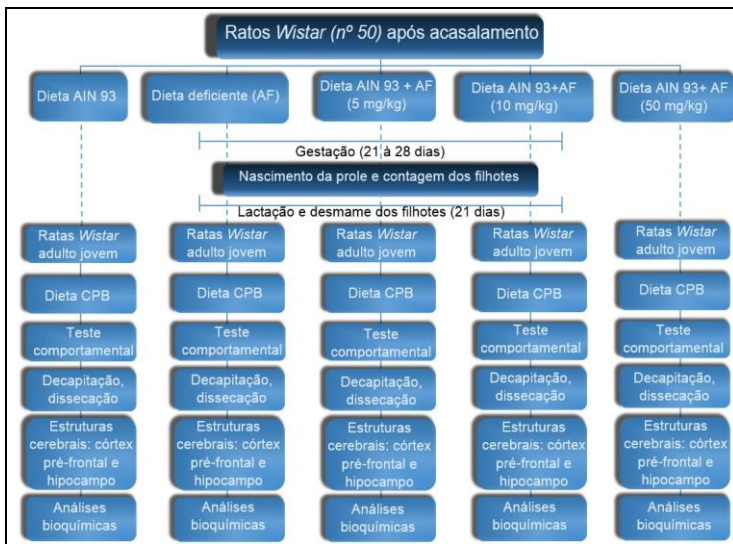 Ratos Wistar (nº 50) após acasalamento
Dieta AIN 93
Dieta deficiente (AF)
Dieta AIN 93 + AF
(5 mg/kg)
Dieta AIN 93+AF
(10 mg/kg)
Dieta AIN 93+ AF
(50 mg/kg)
Gestação (21 à 28 dias)
Nascimento da prole e contagem dos filhotes
Lactação e desmame dos filhotes (21 dias)
Ratas Wistar
adulto jovem
Ratas Wistar
adulto jovem
Ratas Wistar
adulto jovem
Ratas Wistar
adulto jovem
Ratas Wistar
adulto jovem
Dieta CPB
Dieta CPB
Dieta CPB
Dieta CPB
Dieta CPB
Teste
comportamental
Teste
comportamental
Teste
comportamental
Teste
comportamental
Teste
comportamental
Decapitação,
dissecação
Decapitação,
dissecação
Decapitação,
dissecação
Decapitação,
dissecação
Decapitação,
dissecação
Estruturas
cerebrais: córtex
pré-frontal e
hipocampo
Estruturas
cerebrais: córtex
pré-frontal e
hipocampo
Estruturas
cerebrais: córtex
pré-frontal e
hipocampo
Estruturas
cerebrais: córtex
pré-frontal e
hipocampo
Estruturas
cerebrais: córtex
pré-frontal e
hipocampo
Análises
bioquímicas
Análises
bioquímicas
Análises
bioquímicas
Análises
bioquímicas
Análises
bioquímicas